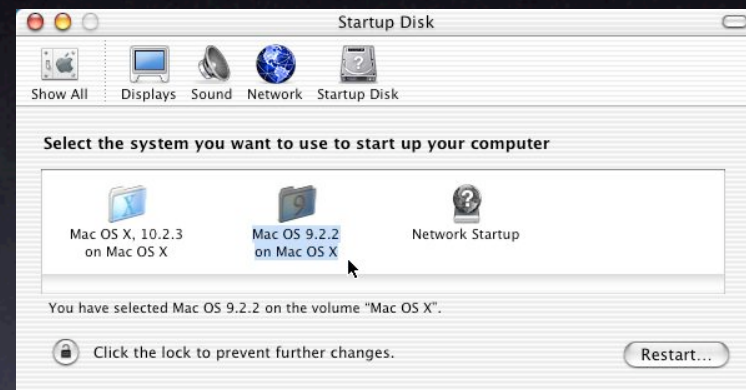 Startup Disk
Show All Displays Sound Network Startup Disk
Select the system you want to use to start up your computer
X 9 ?
Mac OS X, 10.2.3 Mac OS 9.2.2 Network Startup
on Mac OS X on Mac OS X
You have selected Mac OS 9.2.2 on the volume “Mac OS X”.
Click the lock to prevent further changes. Restart...